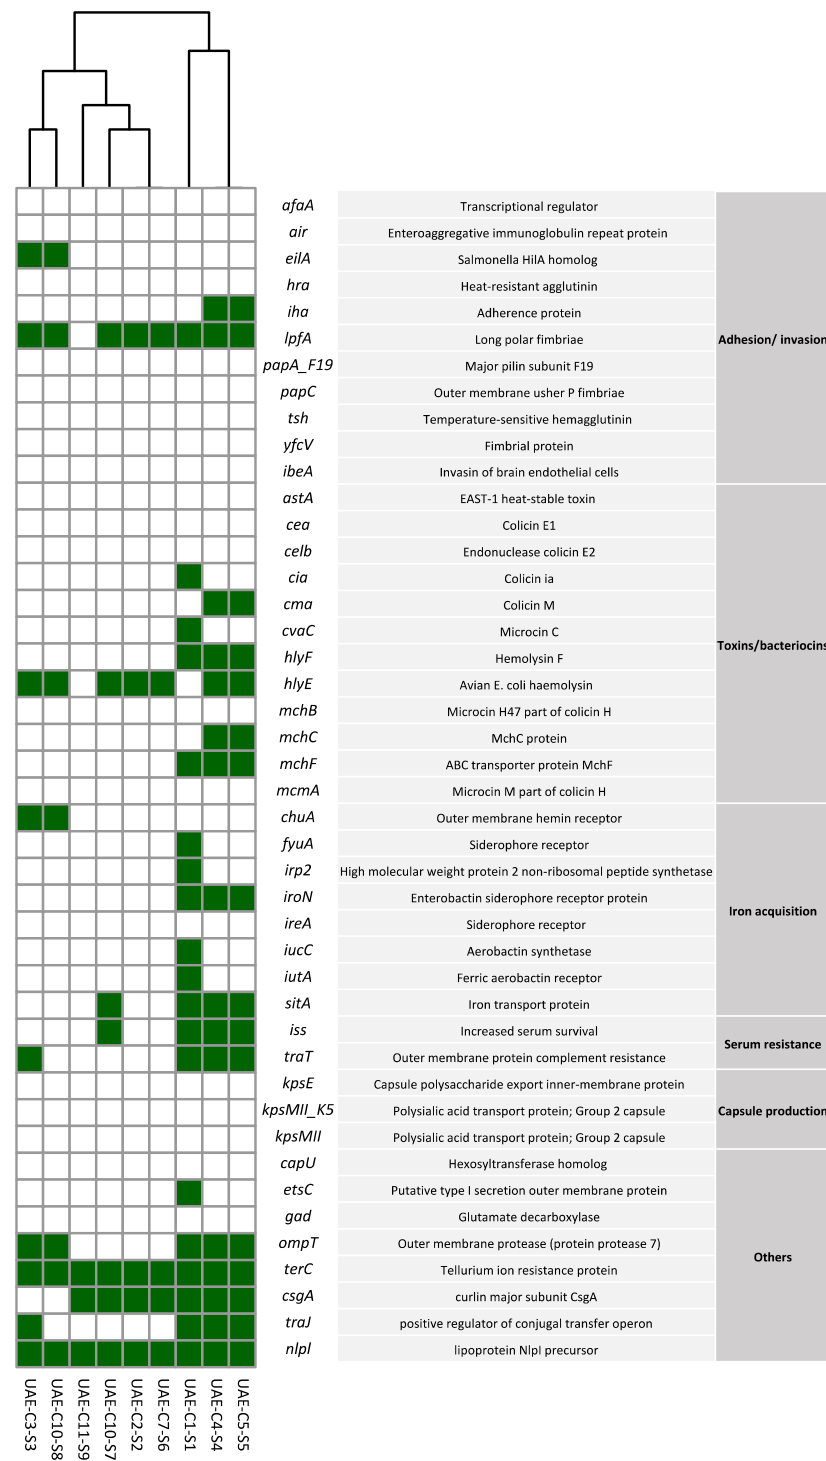 afaA Transcriptional regulator
air Enteroaggregative immunoglobulin repeat protein
eilA Salmonella HilA homolog
hra Heat-resistant agglutinin
iha Adherence protein
lpfA Long polar fimbriae Adhesion/ invasion
papA_F19 Major pilin subunit F19
papC Outer membrane usher P fimbriae
tsh Temperature-sensitive hemagglutinin
yfcV Fimbrial protein
ibeA Invasin of brain endothelial cells
astA EAST-1 heat-stable toxin
cea Colicin E1
celb Endonuclease colicin E2
cia Colicin ia
cma Colicin M
cvaC Microcin C Toxins/bacteriocins
hlyF Hemolysin F
hlyE Avian E. coli haemolysin
mchB Microcin H47 part of colicin H
mchC MchC protein
mchF ABC transporter protein MchF
mcmA Microcin M part of colicin H
chuA Outer membrane hemin receptor
fyuA Siderophore receptor
irp2 High molecular weight protein 2 non-ribosomal peptide synthetase
iroN Enterobactin siderophore receptor protein Iron acquisition
ireA Siderophore receptor
iucC Aerobactin synthetase
iutA Ferric aerobactin receptor
sitA Iron transport protein
iss Increased serum survival Serum resistance
traT Outer membrane protein complement resistance
kpsE Capsule polysaccharide export inner-membrane protein
kpsMII_K5 Polysialic acid transport protein; Group 2 capsule Capsule production
kpsMII Polysialic acid transport protein; Group 2 capsule
capU Hexosyltransferase homolog
etsC Putative type I secretion outer membrane protein
gad Glutamate decarboxylase
ompT Outer membrane protease (protein protease 7) Others
terC Tellurium ion resistance protein
csgA curlin major subunit CsgA
traJ positive regulator of conjugal transfer operon
nlpI lipoprotein NlpI precursor
UAE-C3-S3
UAE-C10-S8
UAE-C11-S9
UAE-C10-S7
UAE-C2-S2
UAE-C7-S6
UAE-C1-S1
UAE-C4-S4
UAE-C5-S5